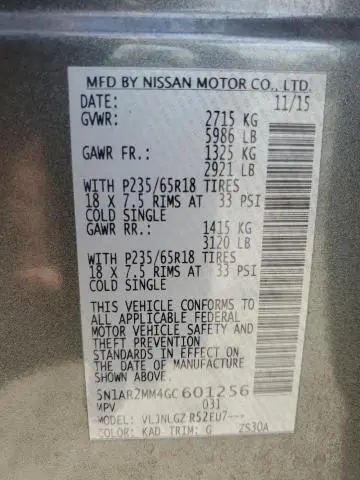 MFD BY NISSAN MOTOR CO., LTD.
DATE: 11/15
GVWR: 2715 KG
5986 LB
GAWR FR.: 1325 KG
2921 LB
WITH P235/65R18 TIRES
18 X 7.5 RIMS AT 33 PSI
COLD SINGLE
GAWR RR.: 1415 KG
3120 LB
WITH P235/65R18 TIRES
18 X 7.5 RIMS AT 33 PSI
COLD SINGLE
THIS VEHICLE CONFORMS TO
ALL APPLICABLE FEDERAL
MOTOR VEHICLE SAFETY AND
THEFT PREVENTION
STANDARDS IN EFFECT ON
THE DATE OF MANUFACTURE
SHOWN ABOVE.
5N1AR2MM4GC601256
MPV 031
VLJNLGZ R52EU7---
COLOR: KAD TRIM: G ZS30A